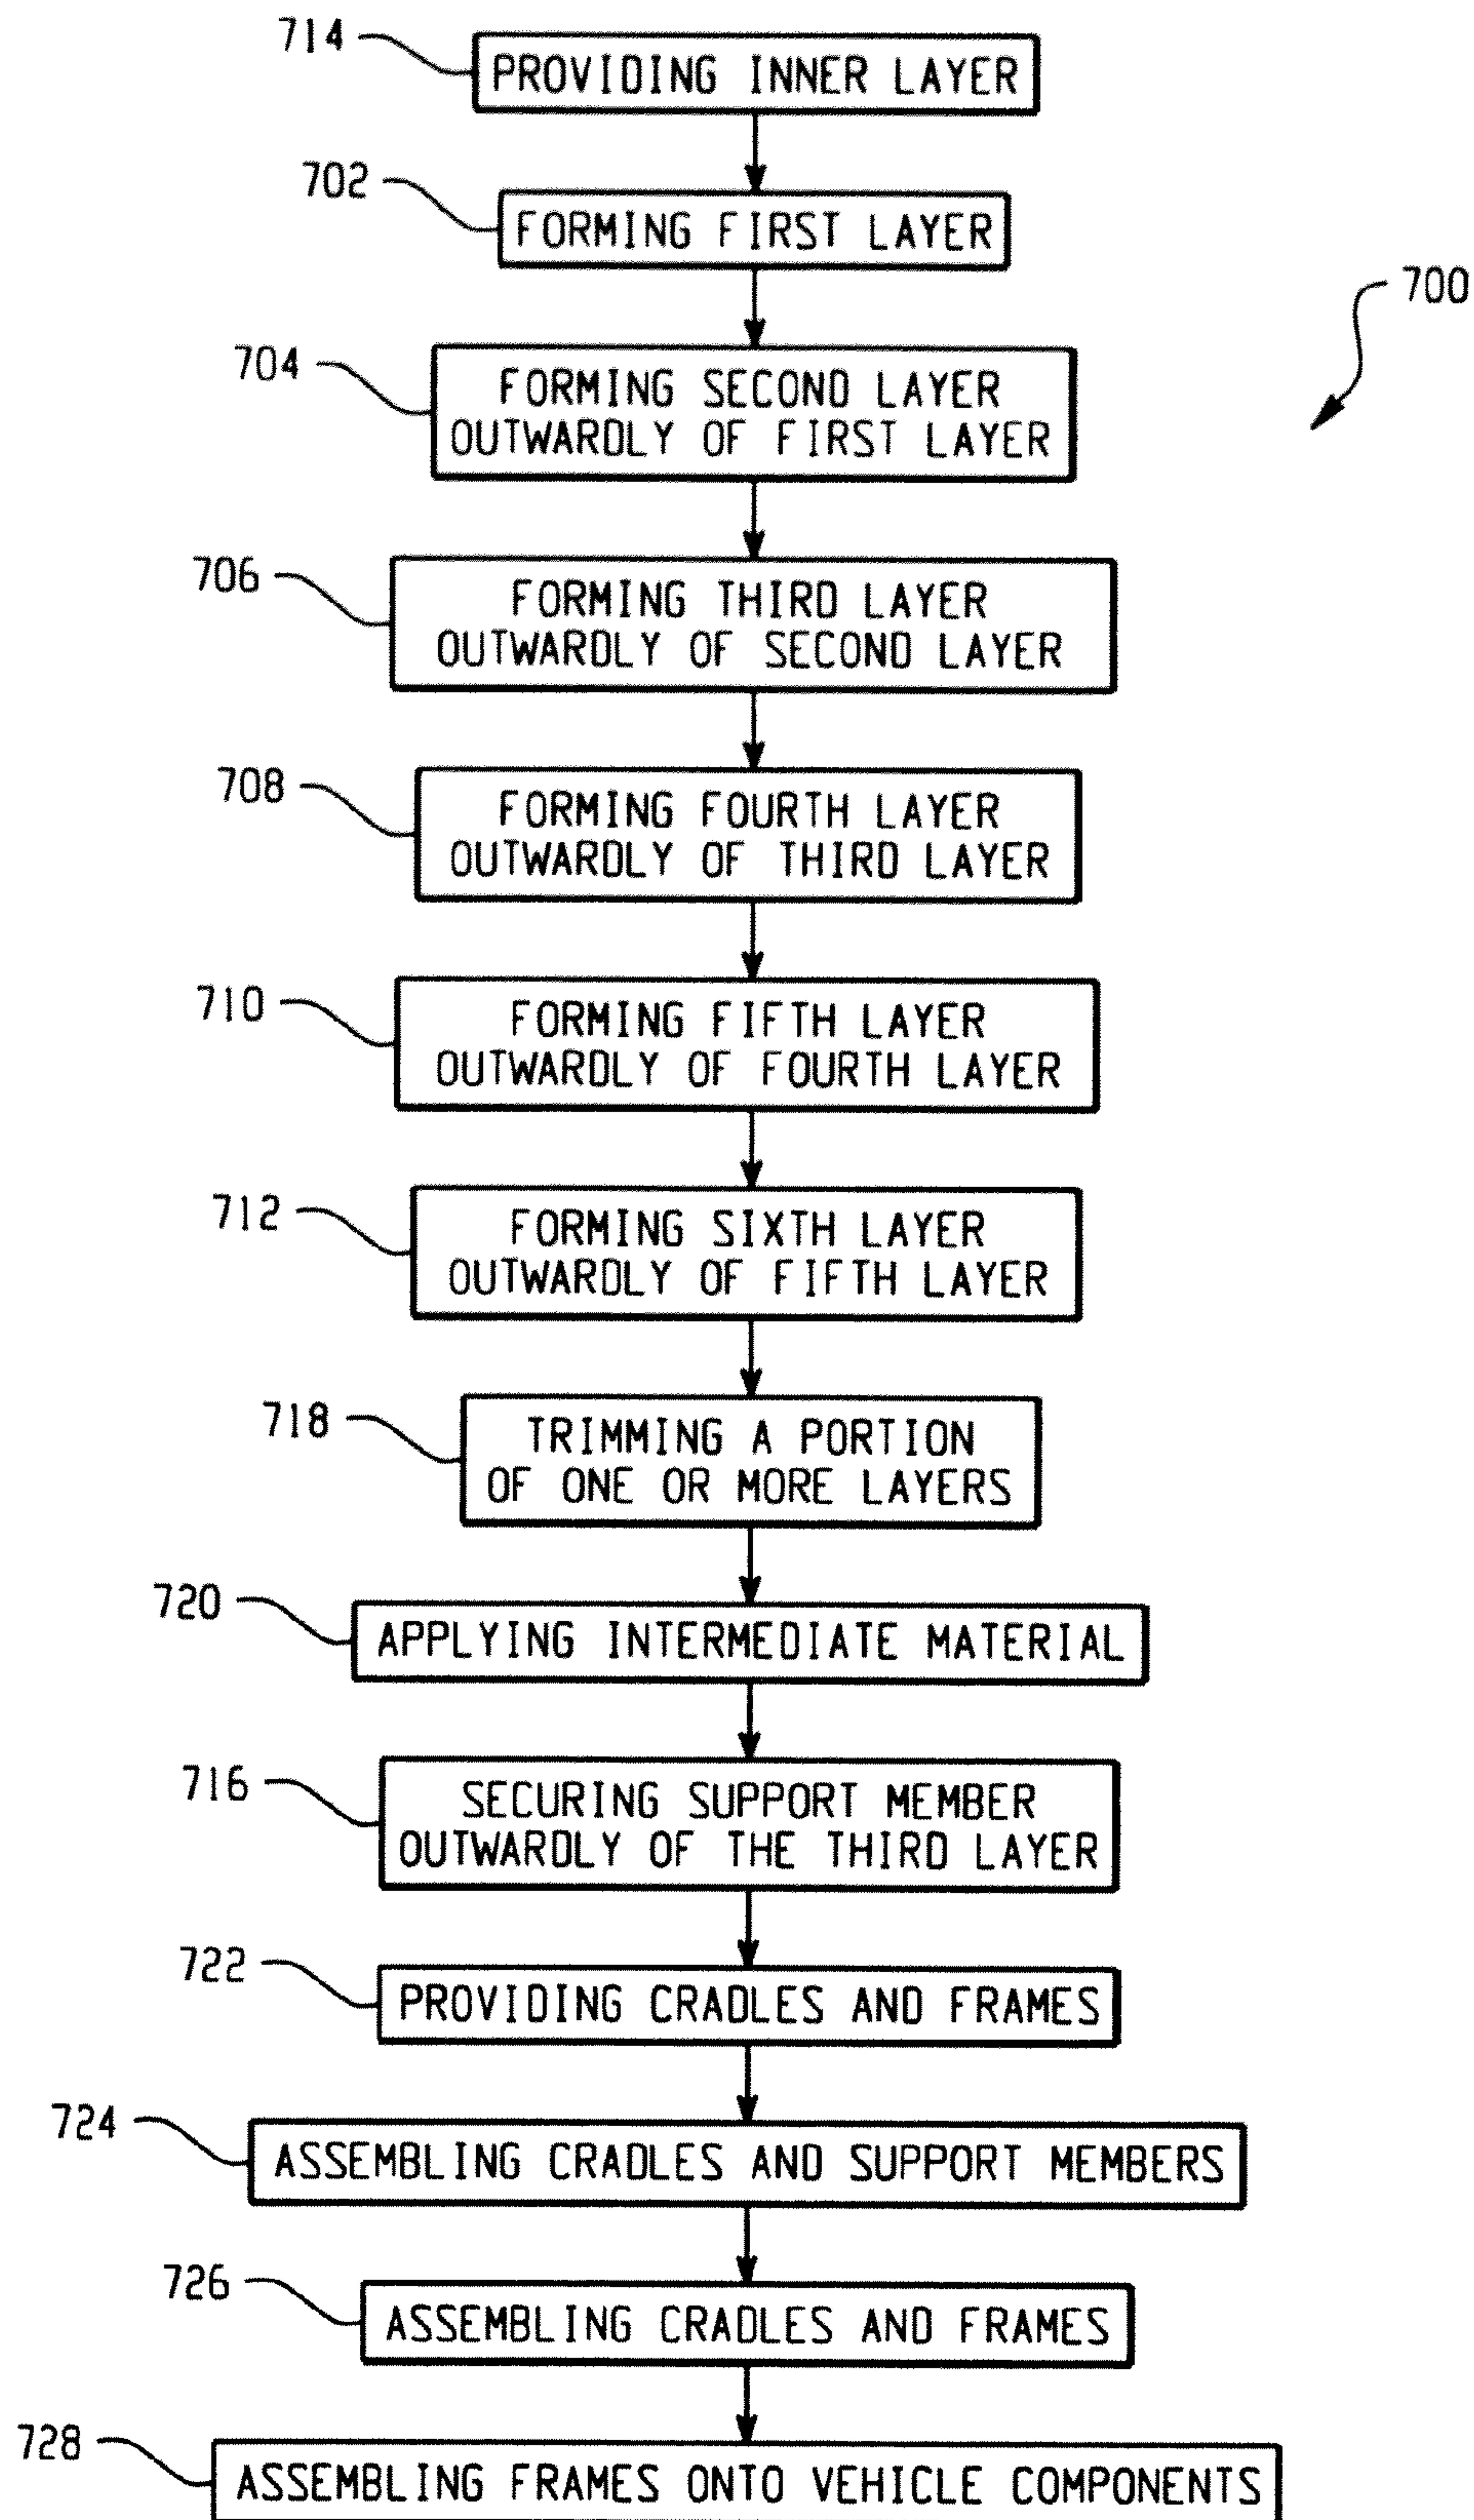 714
PROVIDING INNER LAYER
702
FORMING FIRST LAYER
700
704
FORMING SECOND LAYER
OUTWARDLY OF FIRST LAYER
706
FORMING THIRD LAYER
OUTWARDLY OF SECOND LAYER
708
FORMING FOURTH LAYER
OUTWARDLY OF THIRD LAYER
710
FORMING FIFTH LAYER
OUTWARDLY OF FOURTH LAYER
712
FORMING SIXTH LAYER
OUTWARDLY OF FIFTH LAYER
718
TRIMMING A PORTION
OF ONE OR MORE LAYERS
720
APPLYING INTERMEDIATE MATERIAL
716
SECURING SUPPORT MEMBER
OUTWARDLY OF THE THIRD LAYER
722
PROVIDING CRADLES AND FRAMES
724
ASSEMBLING CRADLES AND SUPPORT MEMBERS
726
ASSEMBLING CRADLES AND FRAMES
728
ASSEMBLING FRAMES ONTO VEHICLE COMPONENTS